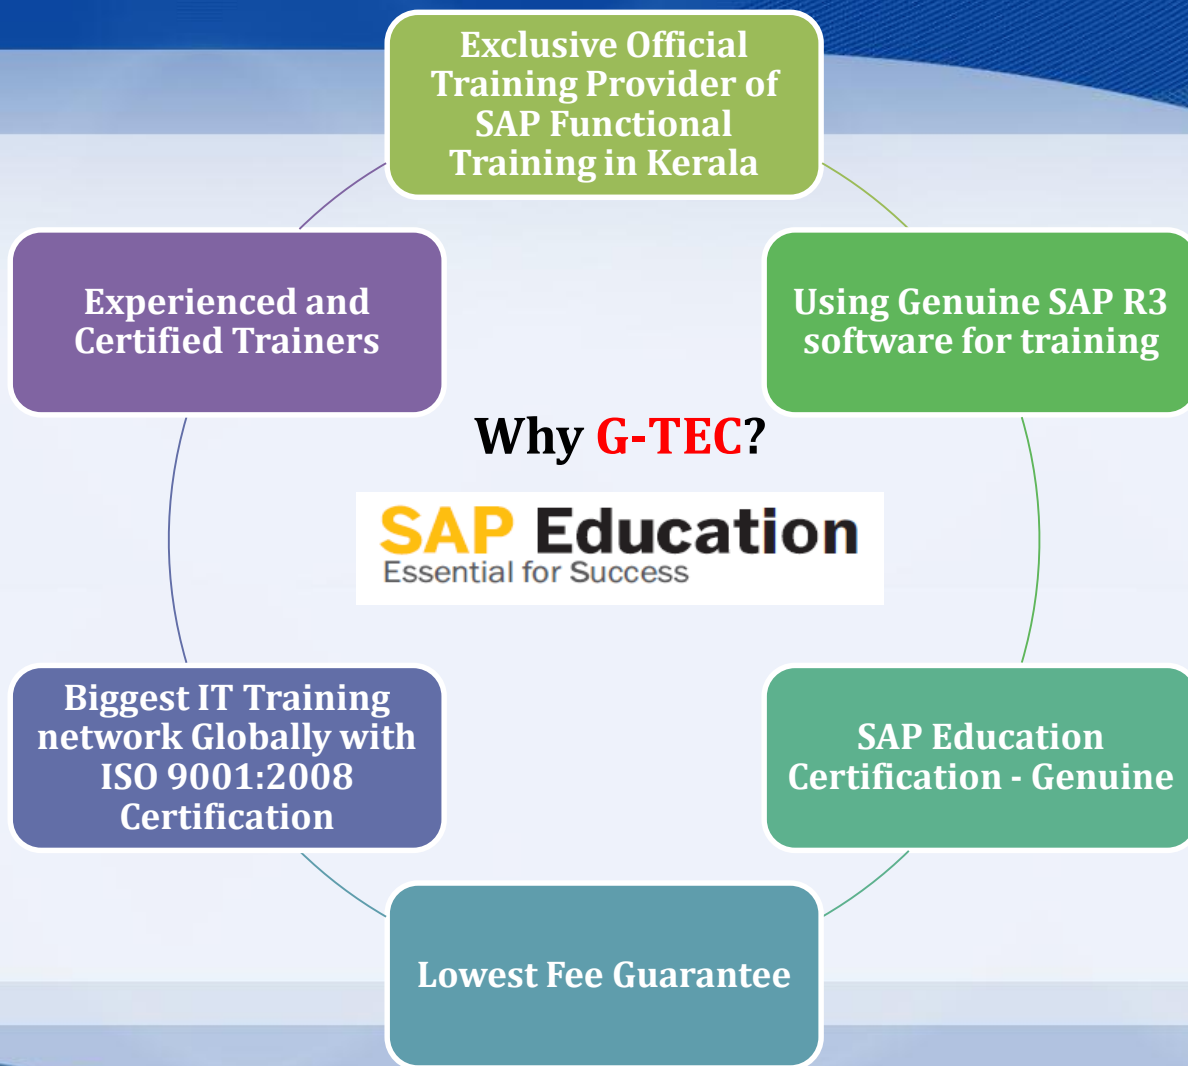 Exclusive Official
Training Provider of
SAP Functional
Training in Kerala
Experienced and
Certified Trainers
Using Genuine SAP R3
software for training
Why G-TEC?
SAP Education
Essential for Success
Biggest IT Training
network Globally with
ISO 9001:2008
Certification
SAP Education
Certification - Genuine
Lowest Fee Guarantee